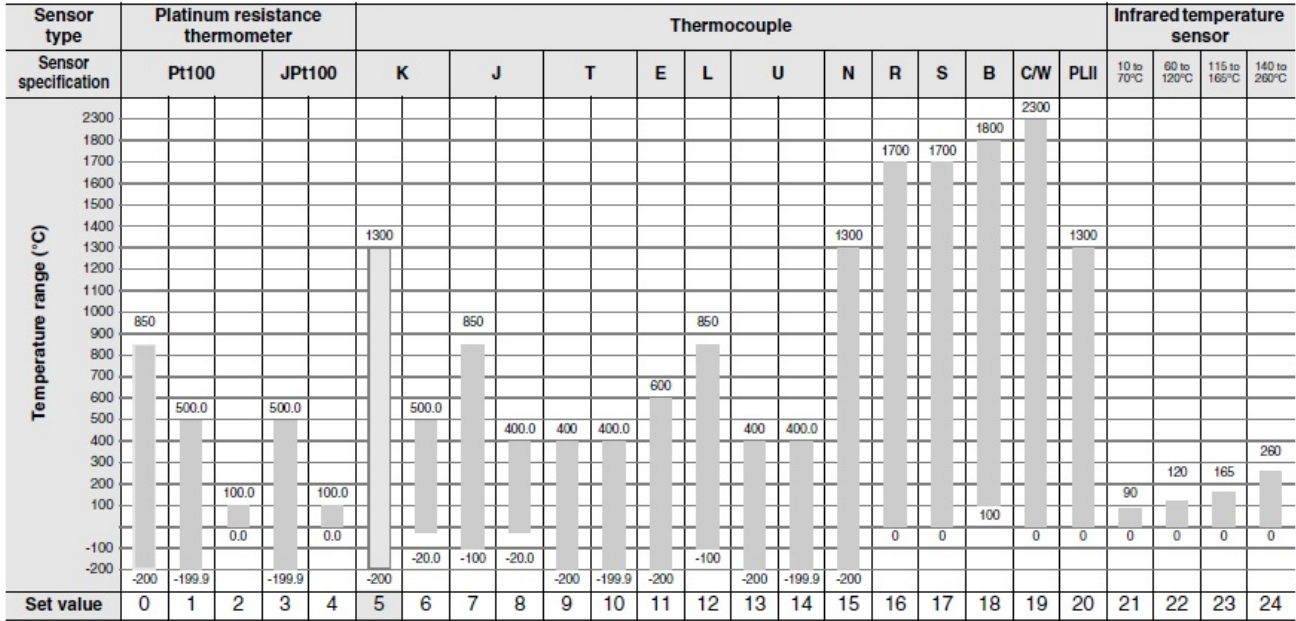 Sensor type Platinum resistance thermometer Thermocouple Infrared temperature sensor
Sensor specification Pt100 JPt100 K J T E L U N R S B C/W PLII 10 to 70°C 60 to 120°C 115 to 165°C 140 to 260°C
Temperature range (°C)
2300
1800
1700
1600
1500
1400
1300
1200
1100
1000
900
800
700
600
500
400
300
200
100
-100
-200
2300
1800
1700 1700
1300 1300 1300
850 850 850
600
500.0 500.0 500.0
400.0 400 400.0 400 400.0
260
100.0 100.0 90 120 165
100
0.0 0.0 0 0 0 0 0 0 0 0
-20.0 -100 -20.0 -100
-200 -199.9 -199.9 -200 -200 -199.9 -200 -200 -199.9 -200
Set value 0 1 2 3 4 5 6 7 8 9 10 11 12 13 14 15 16 17 18 19 20 21 22 23 24